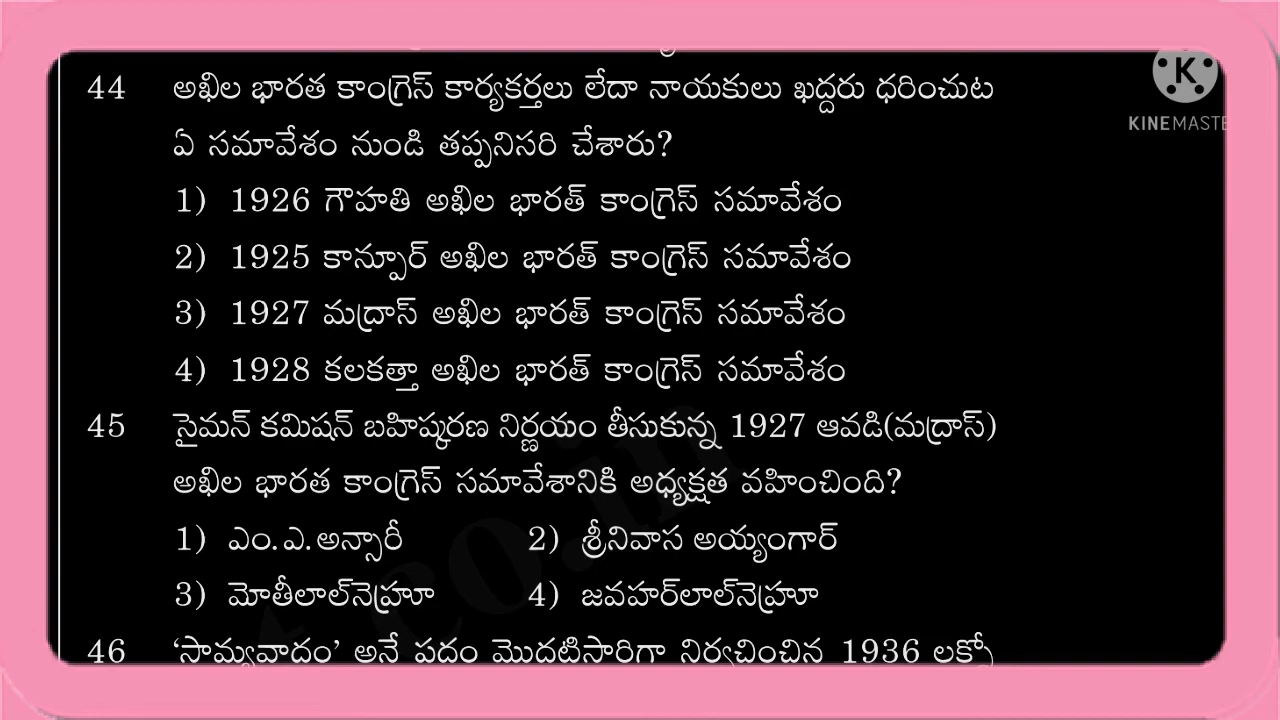 44 అఖిల భారత కాంగ్రెస్ కార్యకర్తలు లేదా నాయకులు ఖద్దరు ధరించుట
ఏ సమావేశం నుండి తప్పనిసరి చేశారు?
1) 1926 గౌహతి అఖిల భారత్ కాంగ్రెస్ సమావేశం
2) 1925 కాన్పూర్ అఖిల భారత్ కాంగ్రెస్ సమావేశం
3) 1927 మద్రాస్ అఖిల భారత్ కాంగ్రెస్ సమావేశం
4) 1928 కలకత్తా అఖిల భారత్ కాంగ్రెస్ సమావేశం
45 సైమన్ కమిషన్ బహిష్కరణ నిర్ణయం తీసుకున్న 1927 ఆవడి(మద్రాస్)
అఖిల భారత కాంగ్రెస్ సమావేశానికి అధ్యక్షత వహించింది?
1) ఎం.ఎ.అన్సారీ 2) శ్రీనివాస అయ్యంగార్
3) మోతీలాల్‌నెహ్రూ 4) జవహర్‌లాల్‌నెహ్రూ
46 ‘సామ్యవాదం’ అనే పదం మొదటిసారిగా నిర్వచించిన 1936 లక్నో
K
KINEMASTE
co.in